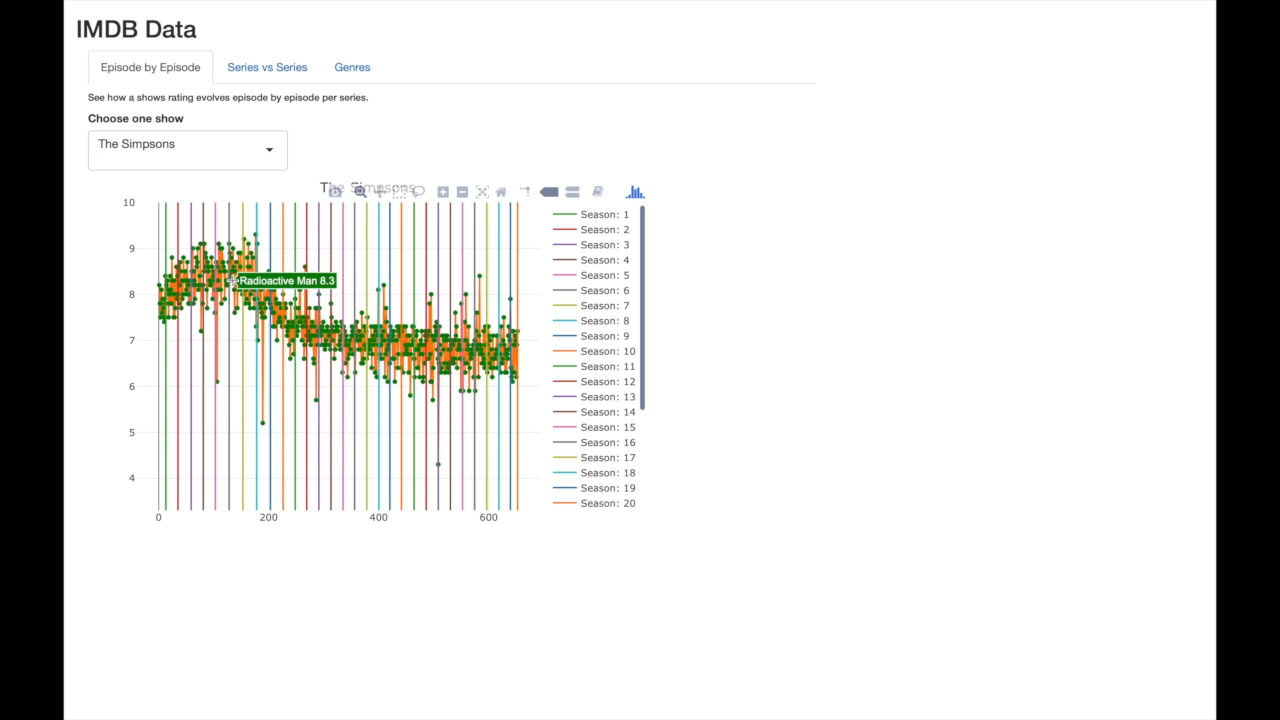 IMDB Data
Episode by Episode
Series vs Series
Genres
See how a shows rating evolves episode by episode per series.
Choose one show
The Simpsons
The Simpsons
10
9
8
7
6
5
4
0
200
400
600
Radioactive Man 8.3
Season: 1
Season: 2
Season: 3
Season: 4
Season: 5
Season: 6
Season: 7
Season: 8
Season: 9
Season: 10
Season: 11
Season: 12
Season: 13
Season: 14
Season: 15
Season: 16
Season: 17
Season: 18
Season: 19
Season: 20